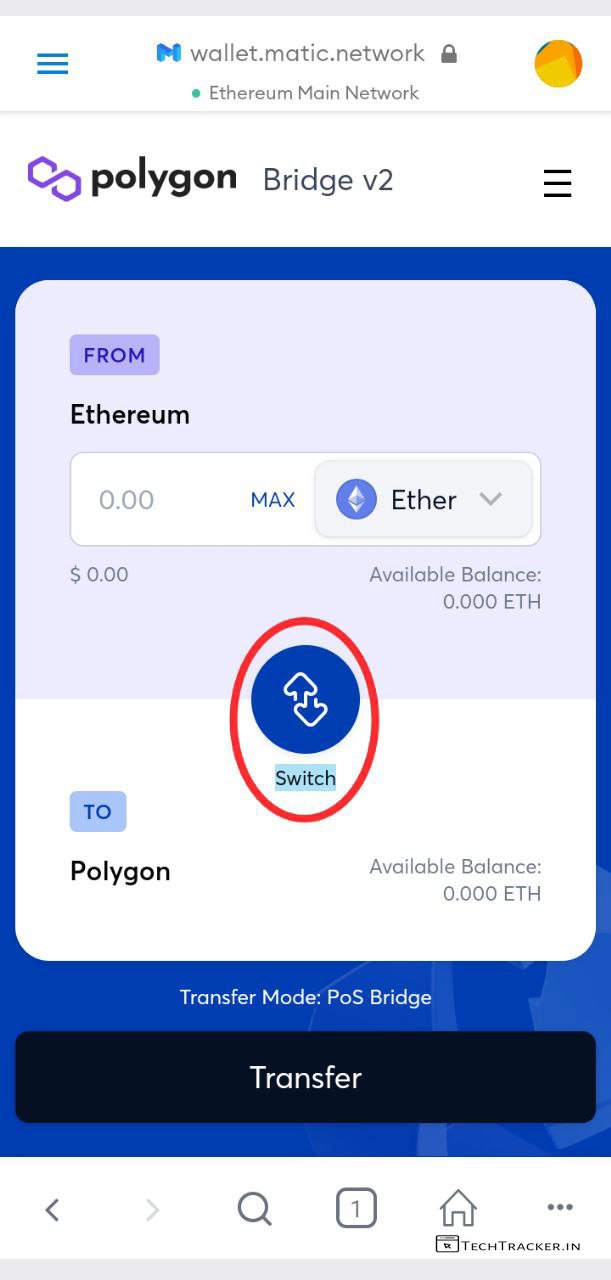 wallet.matic.network
Ethereum Main Network
polygon Bridge v2
FROM
Ethereum
0.00 MAX Ether
$ 0.00 Available Balance:
0.000 ETH
Switch
TO
Polygon Available Balance:
0.000 ETH
Transfer Mode: PoS Bridge
Transfer
1
TECHTRACKER.IN